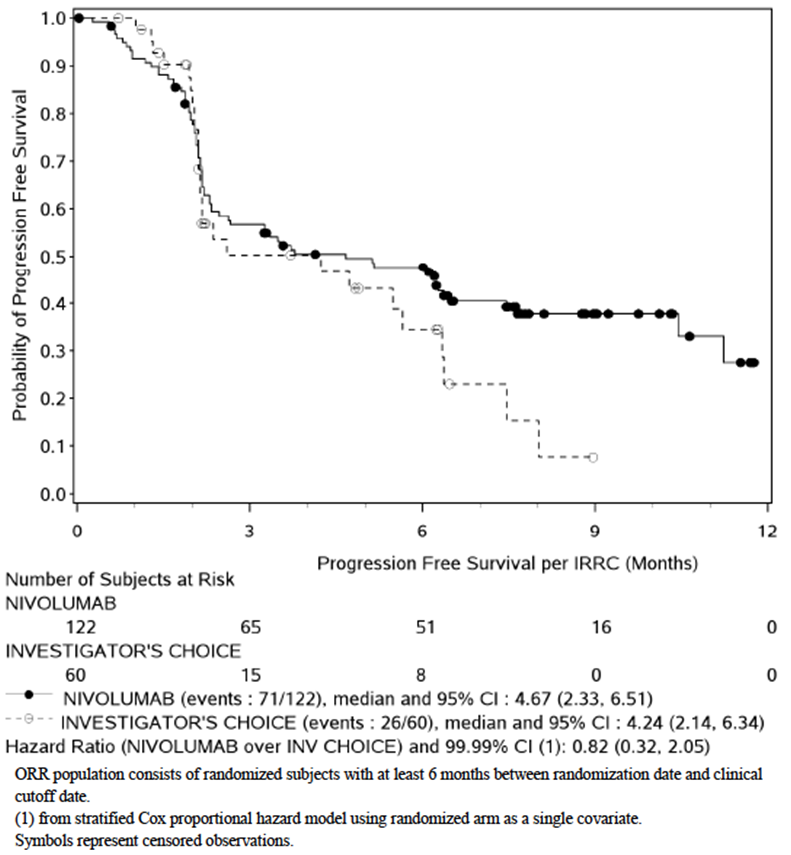 1.0
0.9
0.8
0.7
0.6
0.5
0.4
0.3
0.2
0.1
0.0
Probability of Progression Free Survival
0 3 6 9 12
Progression Free Survival per IRRC (Months)
Number of Subjects at Risk
NIVOLUMAB
122 65 51 16 0
INVESTIGATOR'S CHOICE
60 15 8 0 0
NIVOLUMAB (events : 71/122), median and 95% CI : 4.67 (2.33, 6.51)
INVESTIGATOR'S CHOICE (events : 26/60), median and 95% CI : 4.24 (2.14, 6.34)
Hazard Ratio (NIVOLUMAB over INV CHOICE) and 99.99% CI (1): 0.82 (0.32, 2.05)
ORR population consists of randomized subjects with at least 6 months between randomization date and clinical
cutoff date.
(1) from stratified Cox proportional hazard model using randomized arm as a single covariate.
Symbols represent censored observations.